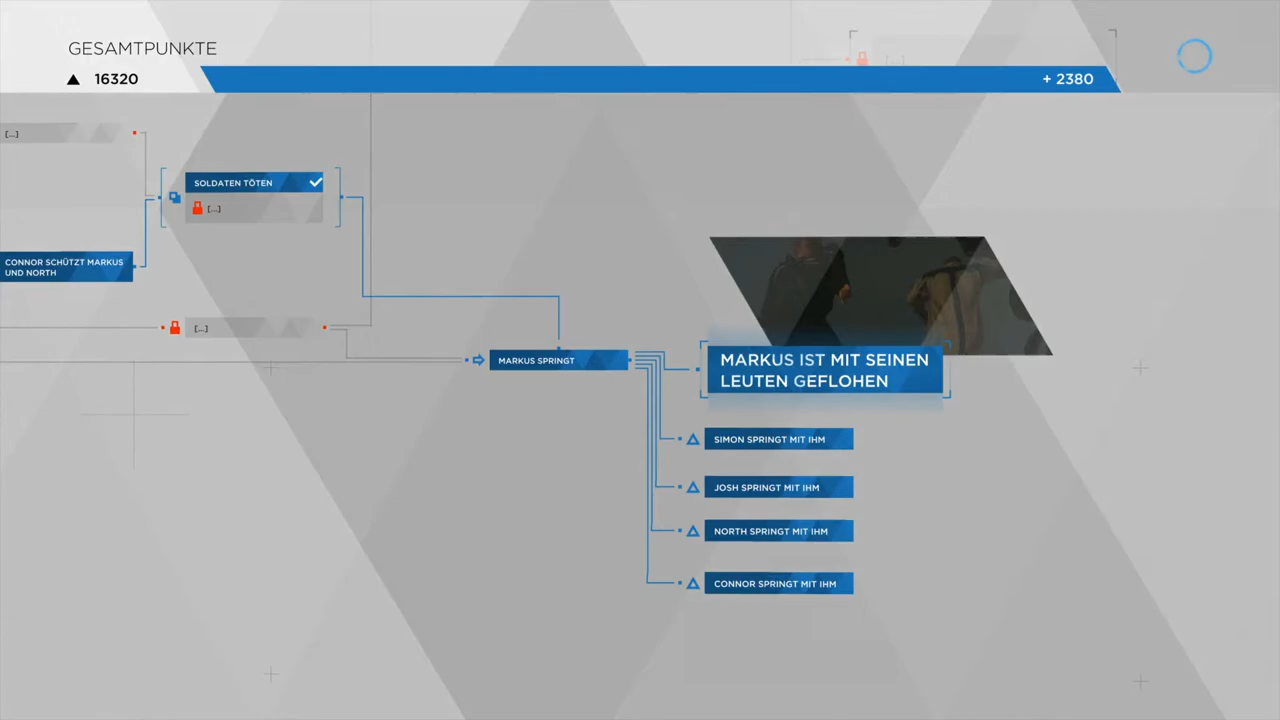 GESAMTPUNKTE
16320
+ 2380
[...]
[...]
SOLDATEN TÖTEN
[...]
CONNOR SCHÜTZT MARKUS
UND NORTH
[...]
MARKUS SPRINGT
MARKUS IST MIT SEINEN
LEUTEN GEFLOHEN
SIMON SPRINGT MIT IHM
JOSH SPRINGT MIT IHM
NORTH SPRINGT MIT IHM
CONNOR SPRINGT MIT IHM